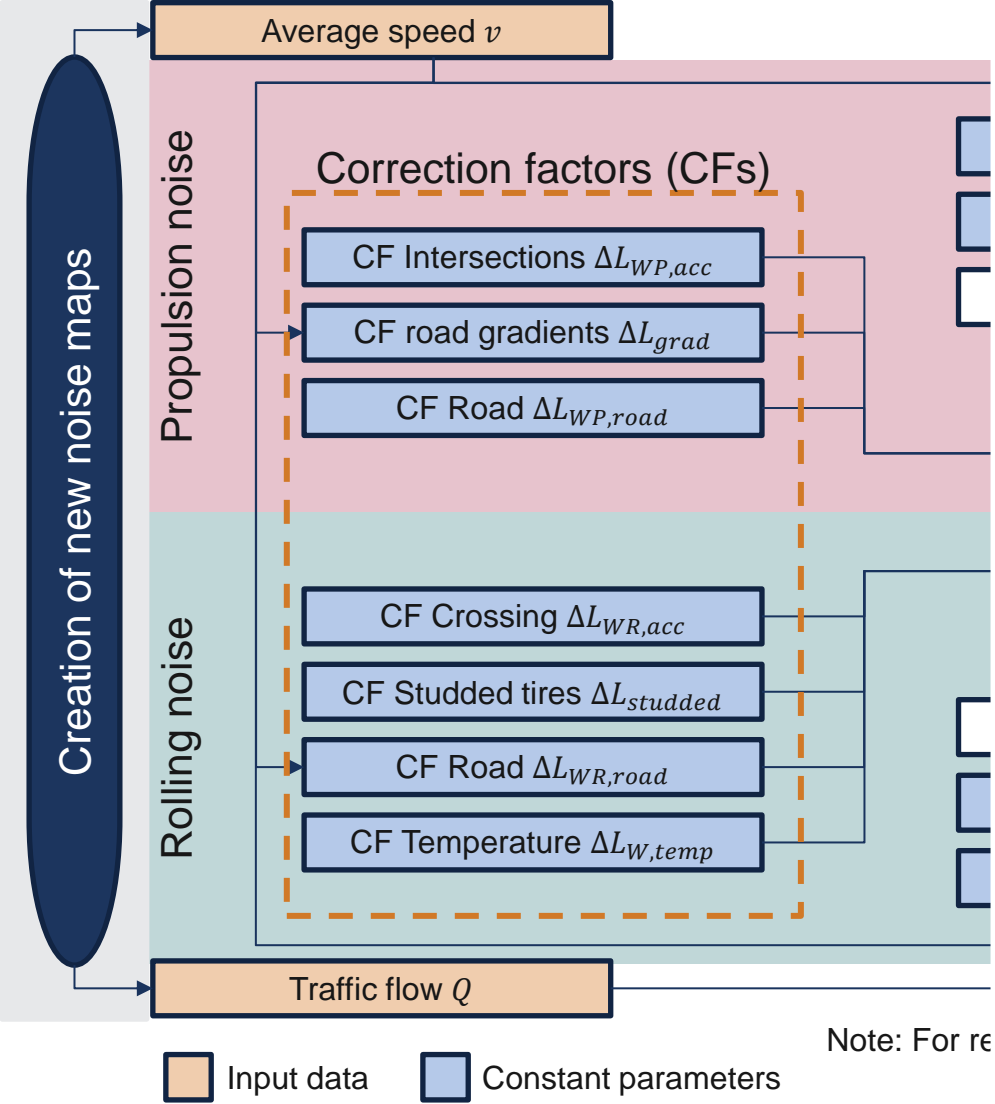 Average speed v
Creation of new noise maps
Propulsion noise
Correction factors (CFs)
CF Intersections ΔL_{WP,acc}
CF road gradients ΔL_{grad}
CF Road ΔL_{WP,road}
Rolling noise
CF Crossing ΔL_{WR,acc}
CF Studded tires ΔL_{studded}
CF Road ΔL_{WR,road}
CF Temperature ΔL_{W,temp}
Traffic flow Q
Note: For
Input data
Constant parameters